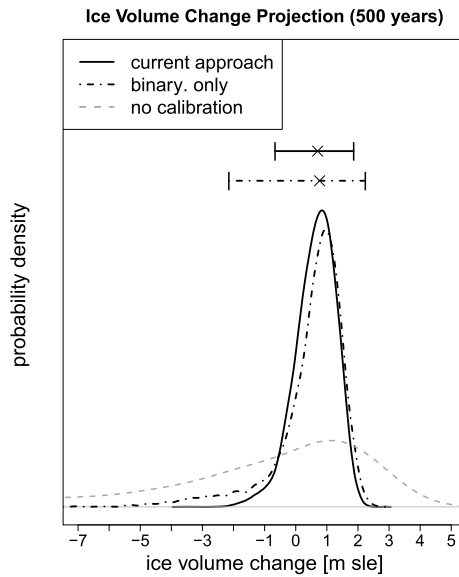 Ice Volume Change Projection (500 years)
current approach
binary. only
no calibration
probability density
−7 −5 −3 −1 0 1 2 3 4 5
ice volume change [m sle]